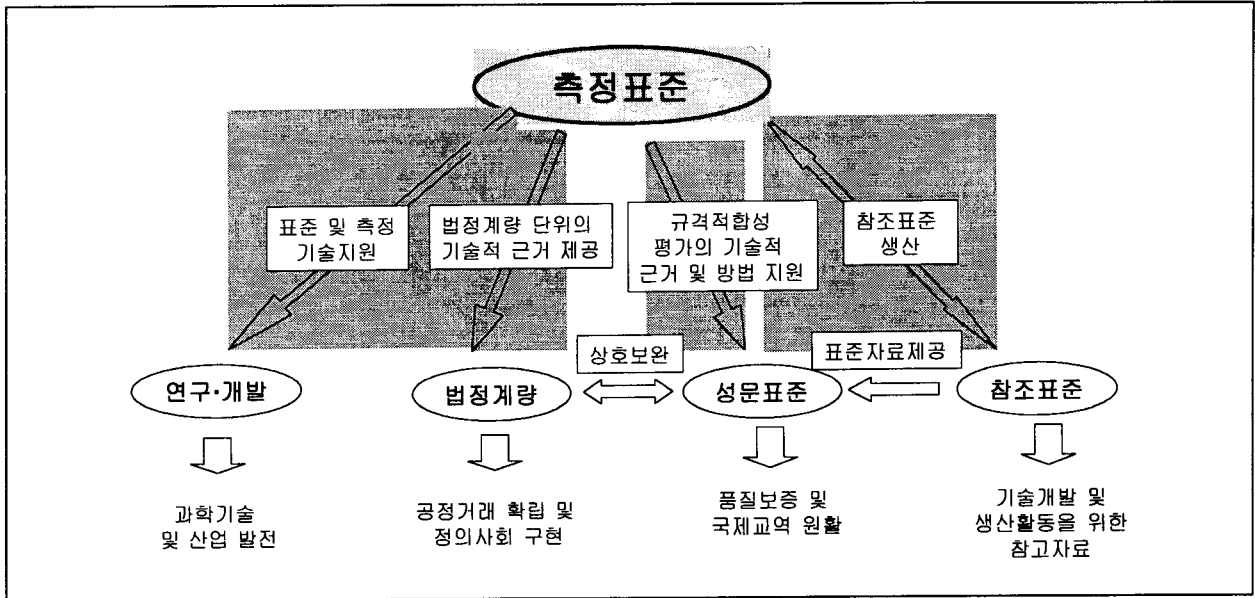 측정표준
표준 및 측정
기술지원
법정계량 단위의
기술적 근거 제공
규격적합성
평가의 기술적
근거 및 방법 지원
참조표준
생산
상호보완
표준자료제공
연구·개발
법정계량
성문표준
참조표준
과학기술
및 산업 발전
공정거래 확립 및
정의사회 구현
품질보증 및
국제교역 원활
기술개발 및
생산활동을 위한
참고자료